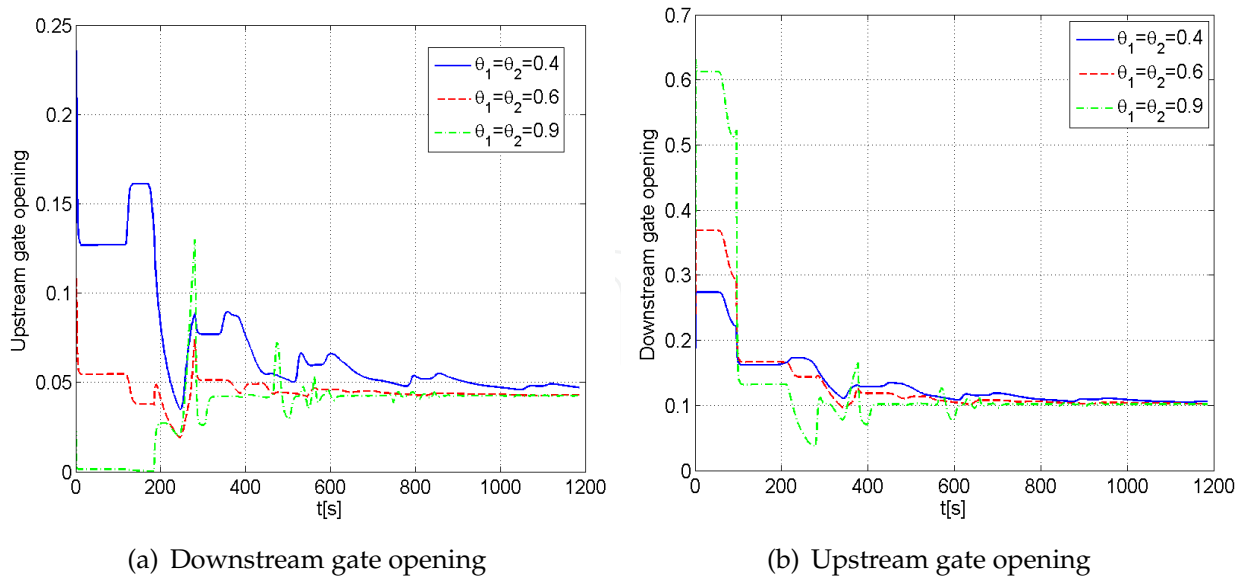 0.25
0.2
0.15
0.1
0.05
0
Upstream gate opening
0 200 400 600 800 1000 1200
t[s]
θ1=θ2=0.4
θ1=θ2=0.6
θ1=θ2=0.9
(a) Downstream gate opening
0.7
0.6
0.5
0.4
0.3
0.2
0.1
0
Downstream gate opening
0 200 400 600 800 1000 1200
t[s]
θ1=θ2=0.4
θ1=θ2=0.6
θ1=θ2=0.9
(b) Upstream gate opening